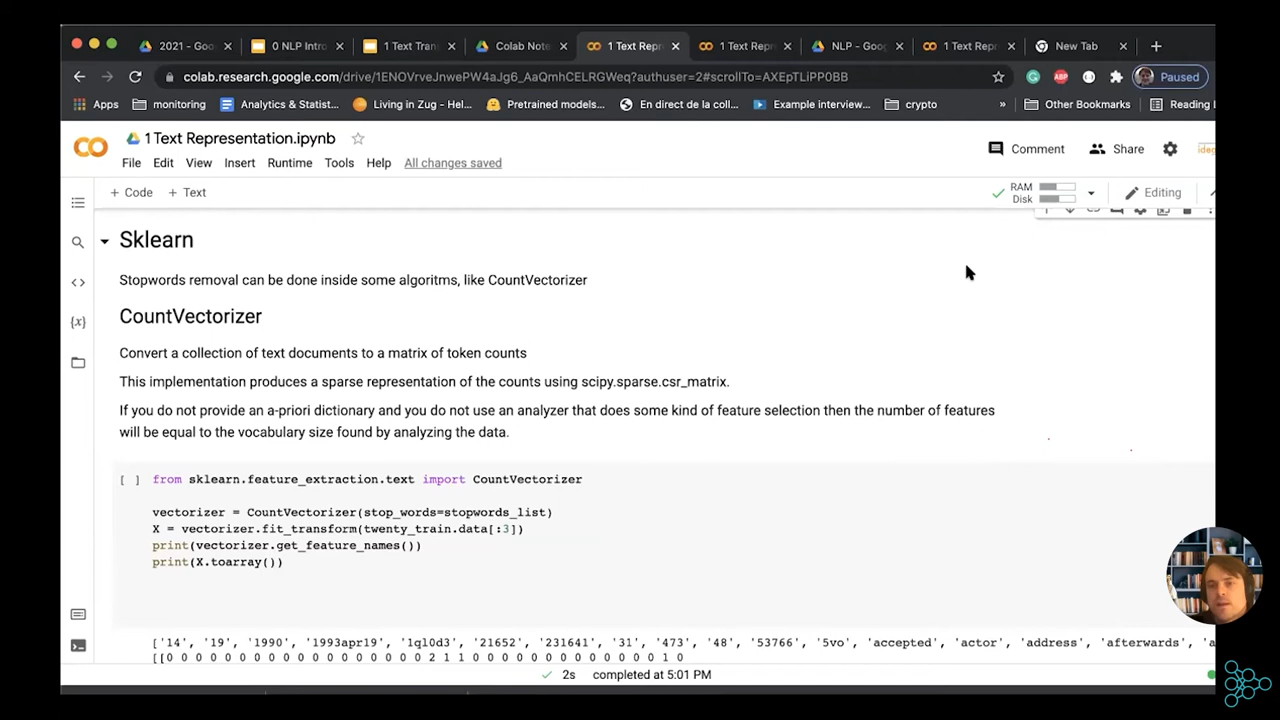 2021 - Goo
0 NLP Intro
1 Text Tran
Colab Note
1 Text Repr
1 Text Repr
NLP - Goog
1 Text Repr
New Tab
colab.research.google.com/drive/1ENOVrveJnwePW4aJg6_AaQmhCELRGWeq?authuser=2#scrollTo=AXEpTLiPP0BB
ABP
Paused
Apps
monitoring
Analytics & Statist...
Living in Zug - Hel...
Pretrained models...
En direct de la coll...
Example interview...
crypto
»
Other Bookmarks
Reading L
1 Text Representation.ipynb
Comment
Share
ideg
File Edit View Insert Runtime Tools Help All changes saved
+ Code + Text
RAM
Disk
Editing
Sklearn
Stopwords removal can be done inside some algoritms, like CountVectorizer
CountVectorizer
Convert a collection of text documents to a matrix of token counts
This implementation produces a sparse representation of the counts using scipy.sparse.csr_matrix.
If you do not provide an a-priori dictionary and you do not use an analyzer that does some kind of feature selection then the number of features
will be equal to the vocabulary size found by analyzing the data.
[ ] from sklearn.feature_extraction.text import CountVectorizer
vectorizer = CountVectorizer(stop_words=stopwords_list)
X = vectorizer.fit_transform(twenty_train.data[:3])
print(vectorizer.get_feature_names())
print(X.toarray())
['14', '19', '1990', '1993apr19', '1ql0d3', '21652', '231641', '31', '473', '48', '53766', '5vo', 'accepted', 'actor', 'address', 'afterwards', 'a
[[0 0 0 0 0 0 0 0 0 0 0 0 0 0 0 0 0 0 2 1 1 0 0 0 0 0 0 0 0 0 0 0 0 0 1 0
2s completed at 5:01 PM